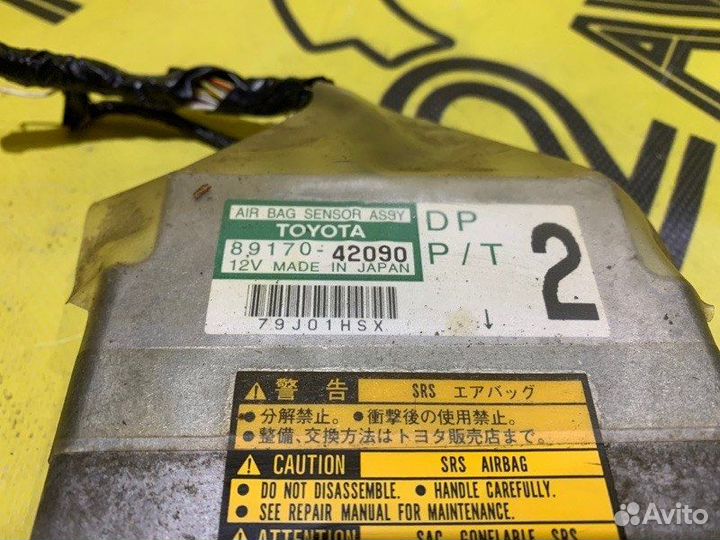 AIR BAG SENSOR ASSY
TOYOTA
89170-42090
12V MADE IN JAPAN
DP
P/T
2
79J01HSX
↓
警告 SRS エアバッグ
●分解禁止。 ●衝撃後の使用禁止。
●整備、交換方法はトヨタ販売店まで。
CAUTION SRS AIRBAG
● DO NOT DISASSEMBLE. ● HANDLE CAREFULLY.
● SEE REPAIR MANUAL FOR MAINTENANCE.
ATTENTION SAC GONFLABLE SRS
Avito